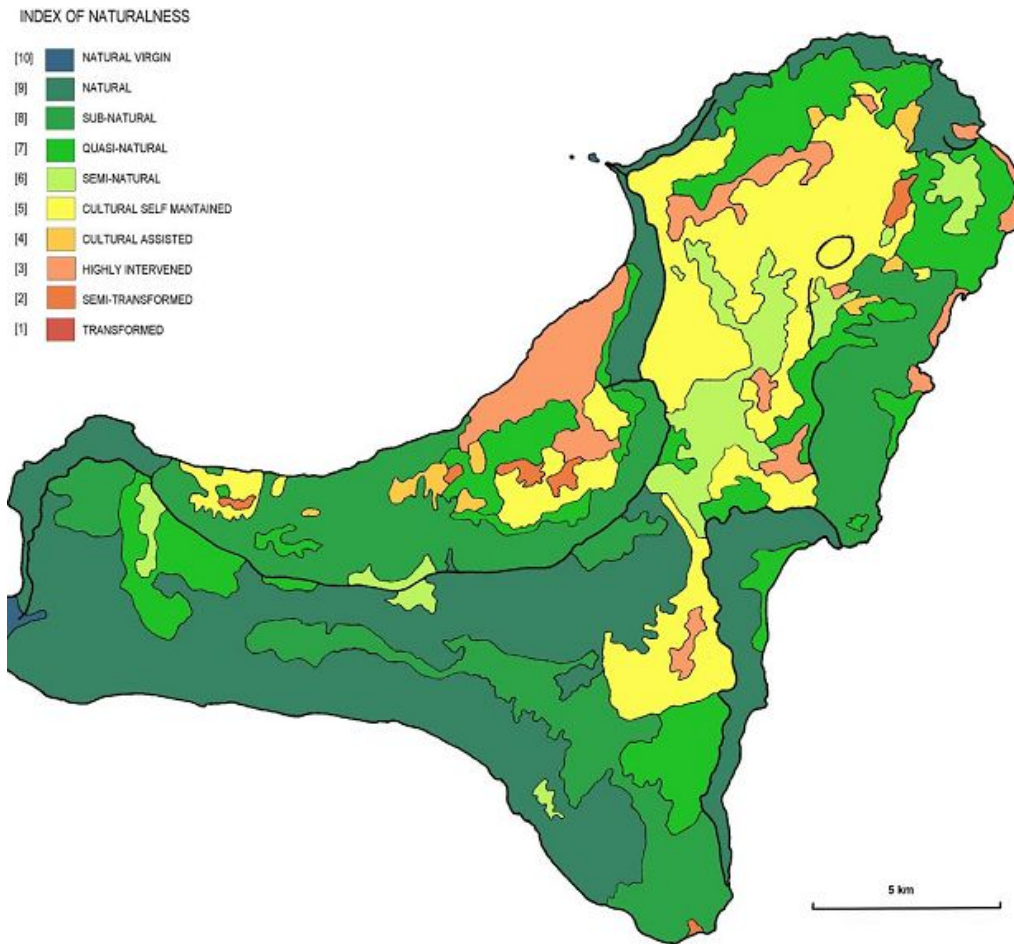 INDEX OF NATURALNESS
[10] NATURAL VIRGIN
[9] NATURAL
[8] SUB-NATURAL
[7] QUASI-NATURAL
[6] SEMI-NATURAL
[5] CULTURAL SELF MANTAINED
[4] CULTURAL ASSISTED
[3] HIGHLY INTERVENED
[2] SEMI-TRANSFORMED
[1] TRANSFORMED
5 km